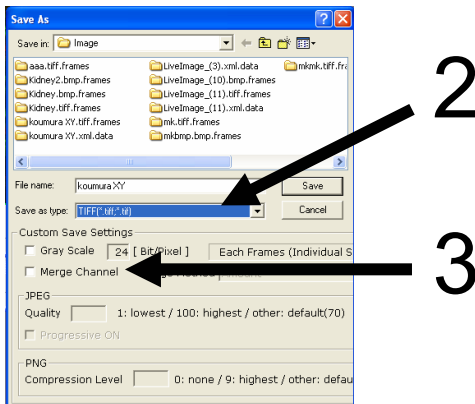 Save As
Save in: Image
aaa.tiff.frames LiveImage_(3).xml.data mkmk.tiff.fra
Kidney2.bmp.frames LiveImage_(10).bmp.frames
Kidney.bmp.frames LiveImage_(11).tiff.frames
Kidney.tiff.frames LiveImage_(11).xml.data
koumura XY.tiff.frames mk.tiff.frames
koumura XY.xml.data mkbmp.bmp.frames
2
File name: koumura XY Save
Save as type: TIFF(*.tiff;*.tif) Cancel
Custom Save Settings
Gray Scale 24 [ Bit/Pixel ] Each Frames (Individual S
Merge Channel
3
JPEG
Quality 1: lowest / 100: highest / other: default(70)
Progressive ON
PNG
Compression Level 0: none / 9: highest / other: defau